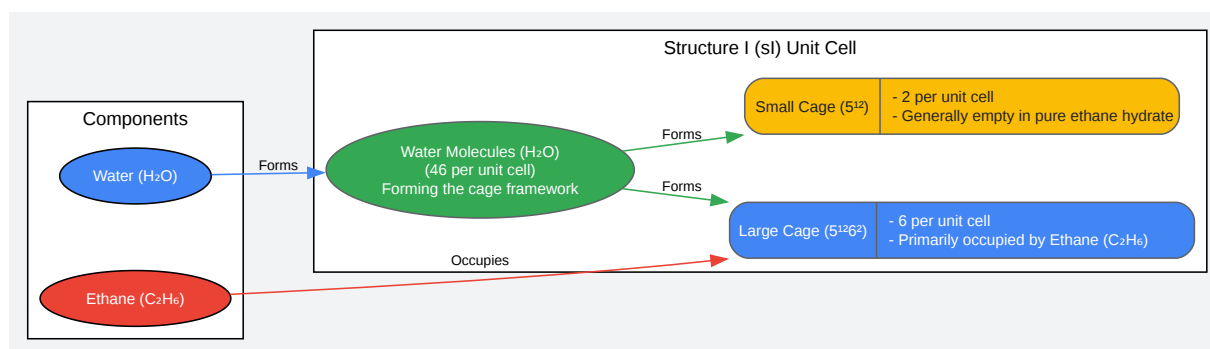 Structure I (sI) Unit Cell
Components
Water (H₂O)
Forms
Water Molecules (H₂O)
(46 per unit cell)
Forming the cage framework
Forms
Small Cage (5¹²)
- 2 per unit cell
- Generally empty in pure ethane hydrate
Forms
Large Cage (5¹²6²)
- 6 per unit cell
- Primarily occupied by Ethane (C₂H₆)
Occupies
Ethane (C₂H₆)